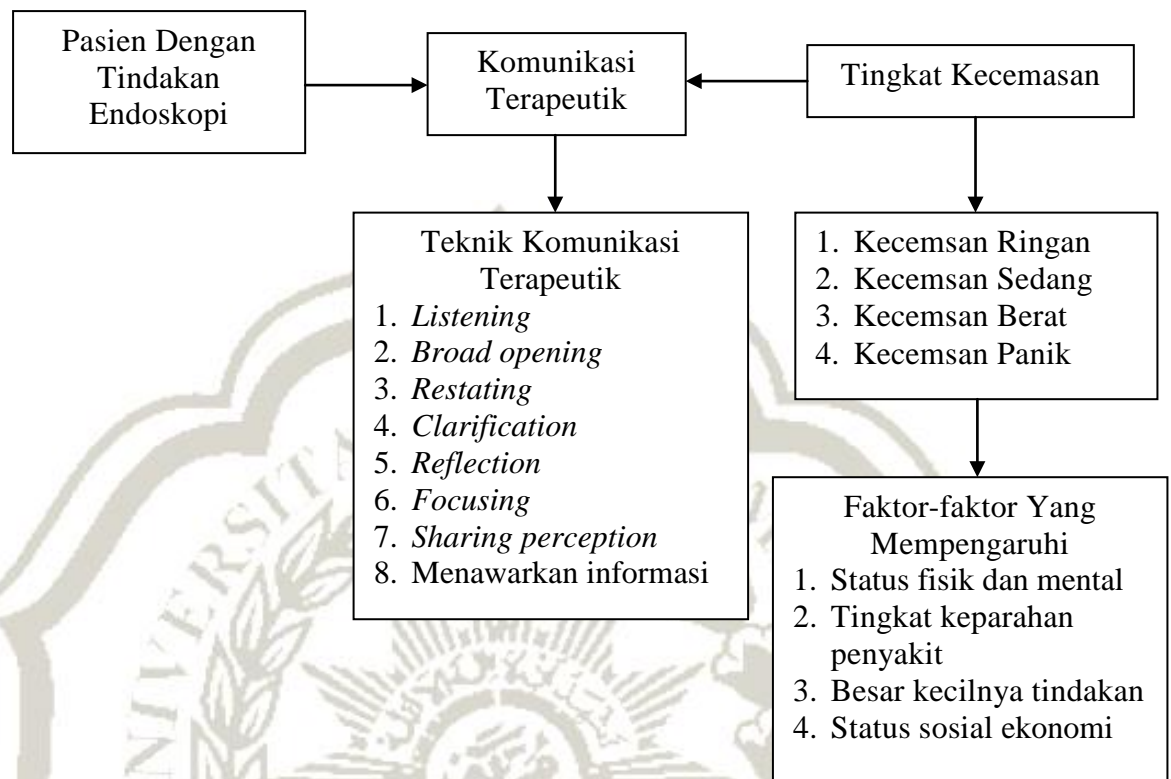 Pasien Dengan
Tindakan
Endoskopi
Komunikasi
Terapeutik
Tingkat Kecemasan
Teknik Komunikasi
Terapeutik
1. Listening
2. Broad opening
3. Restating
4. Clarification
5. Reflection
6. Focusing
7. Sharing perception
8. Menawarkan informasi
1. Kecemsan Ringan
2. Kecemsan Sedang
3. Kecemsan Berat
4. Kecemsan Panik
Faktor-faktor Yang
Mempengaruhi
1. Status fisik dan mental
2. Tingkat keparahan
penyakit
3. Besar kecilnya tindakan
4. Status sosial ekonomi
UNIVERSITA